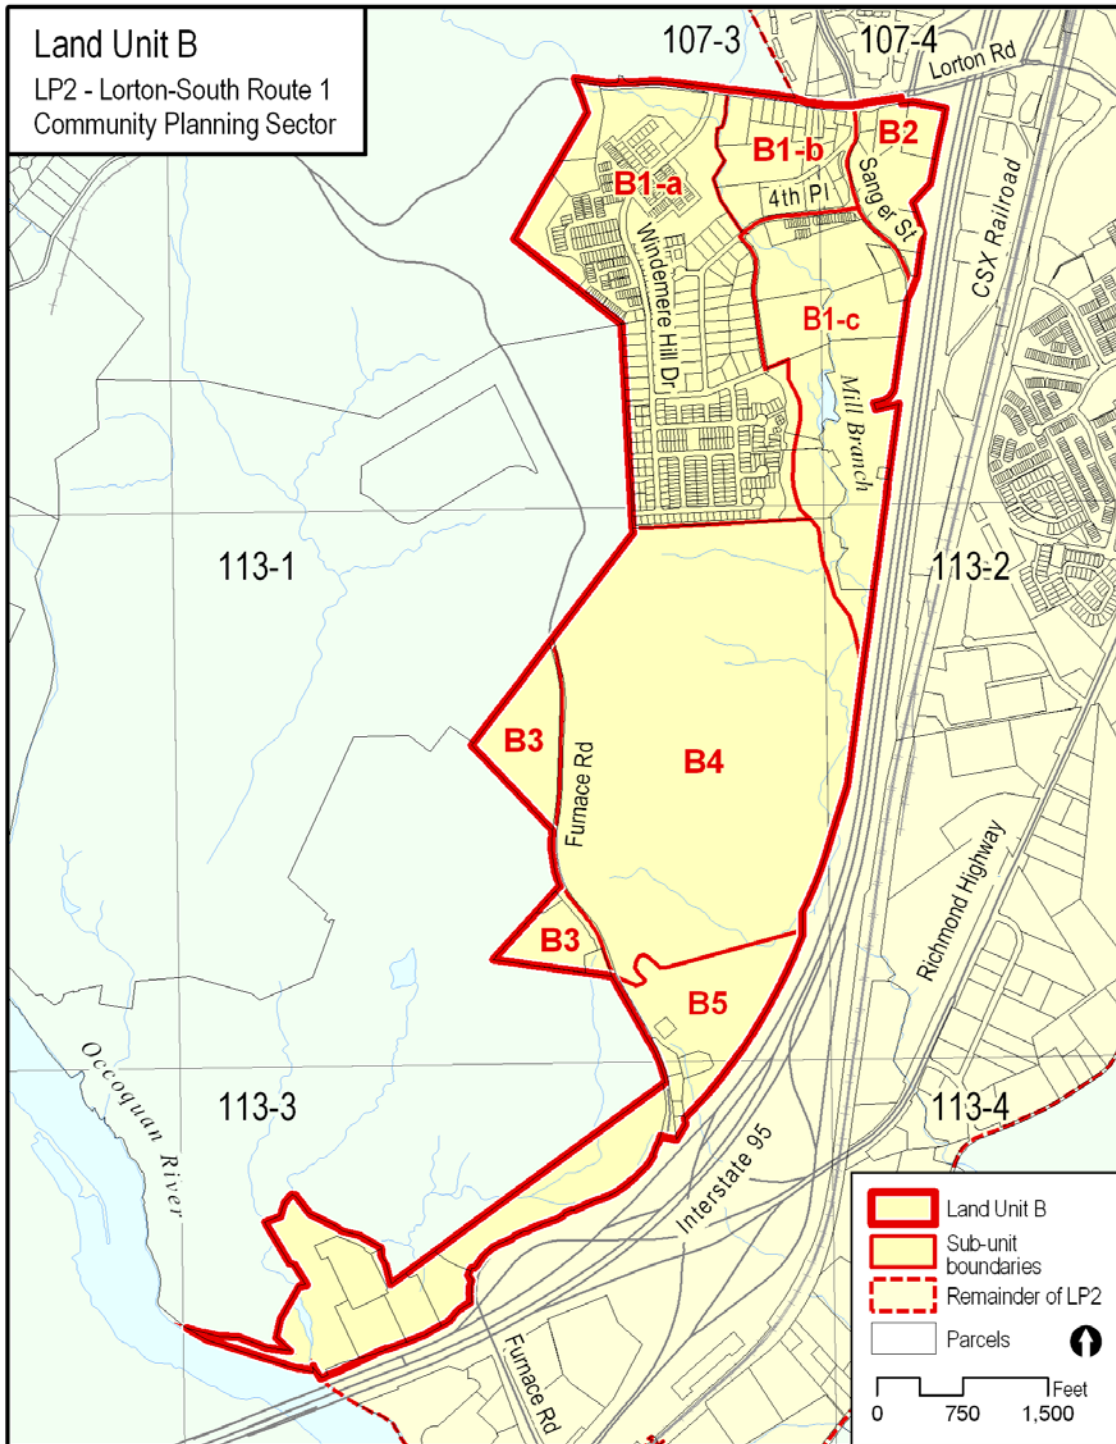 Land Unit B
LP2 - Lorton-South Route 1
Community Planning Sector
107-3
107-4
Lorton Rd
B2
B1-b
B1-a
4th Pl
Sanger St
CSX Railroad
Windemere Hill Dr
B1-c
Mill Branch
113-1
113-2
B3
Furnace Rd
B4
Richmond Highway
B3
B5
Occoquan River
113-3
113-4
Interstate 95
Furnace Rd
Land Unit B
Sub-unit
boundaries
Remainder of LP2
Parcels
Feet
0 750 1,500